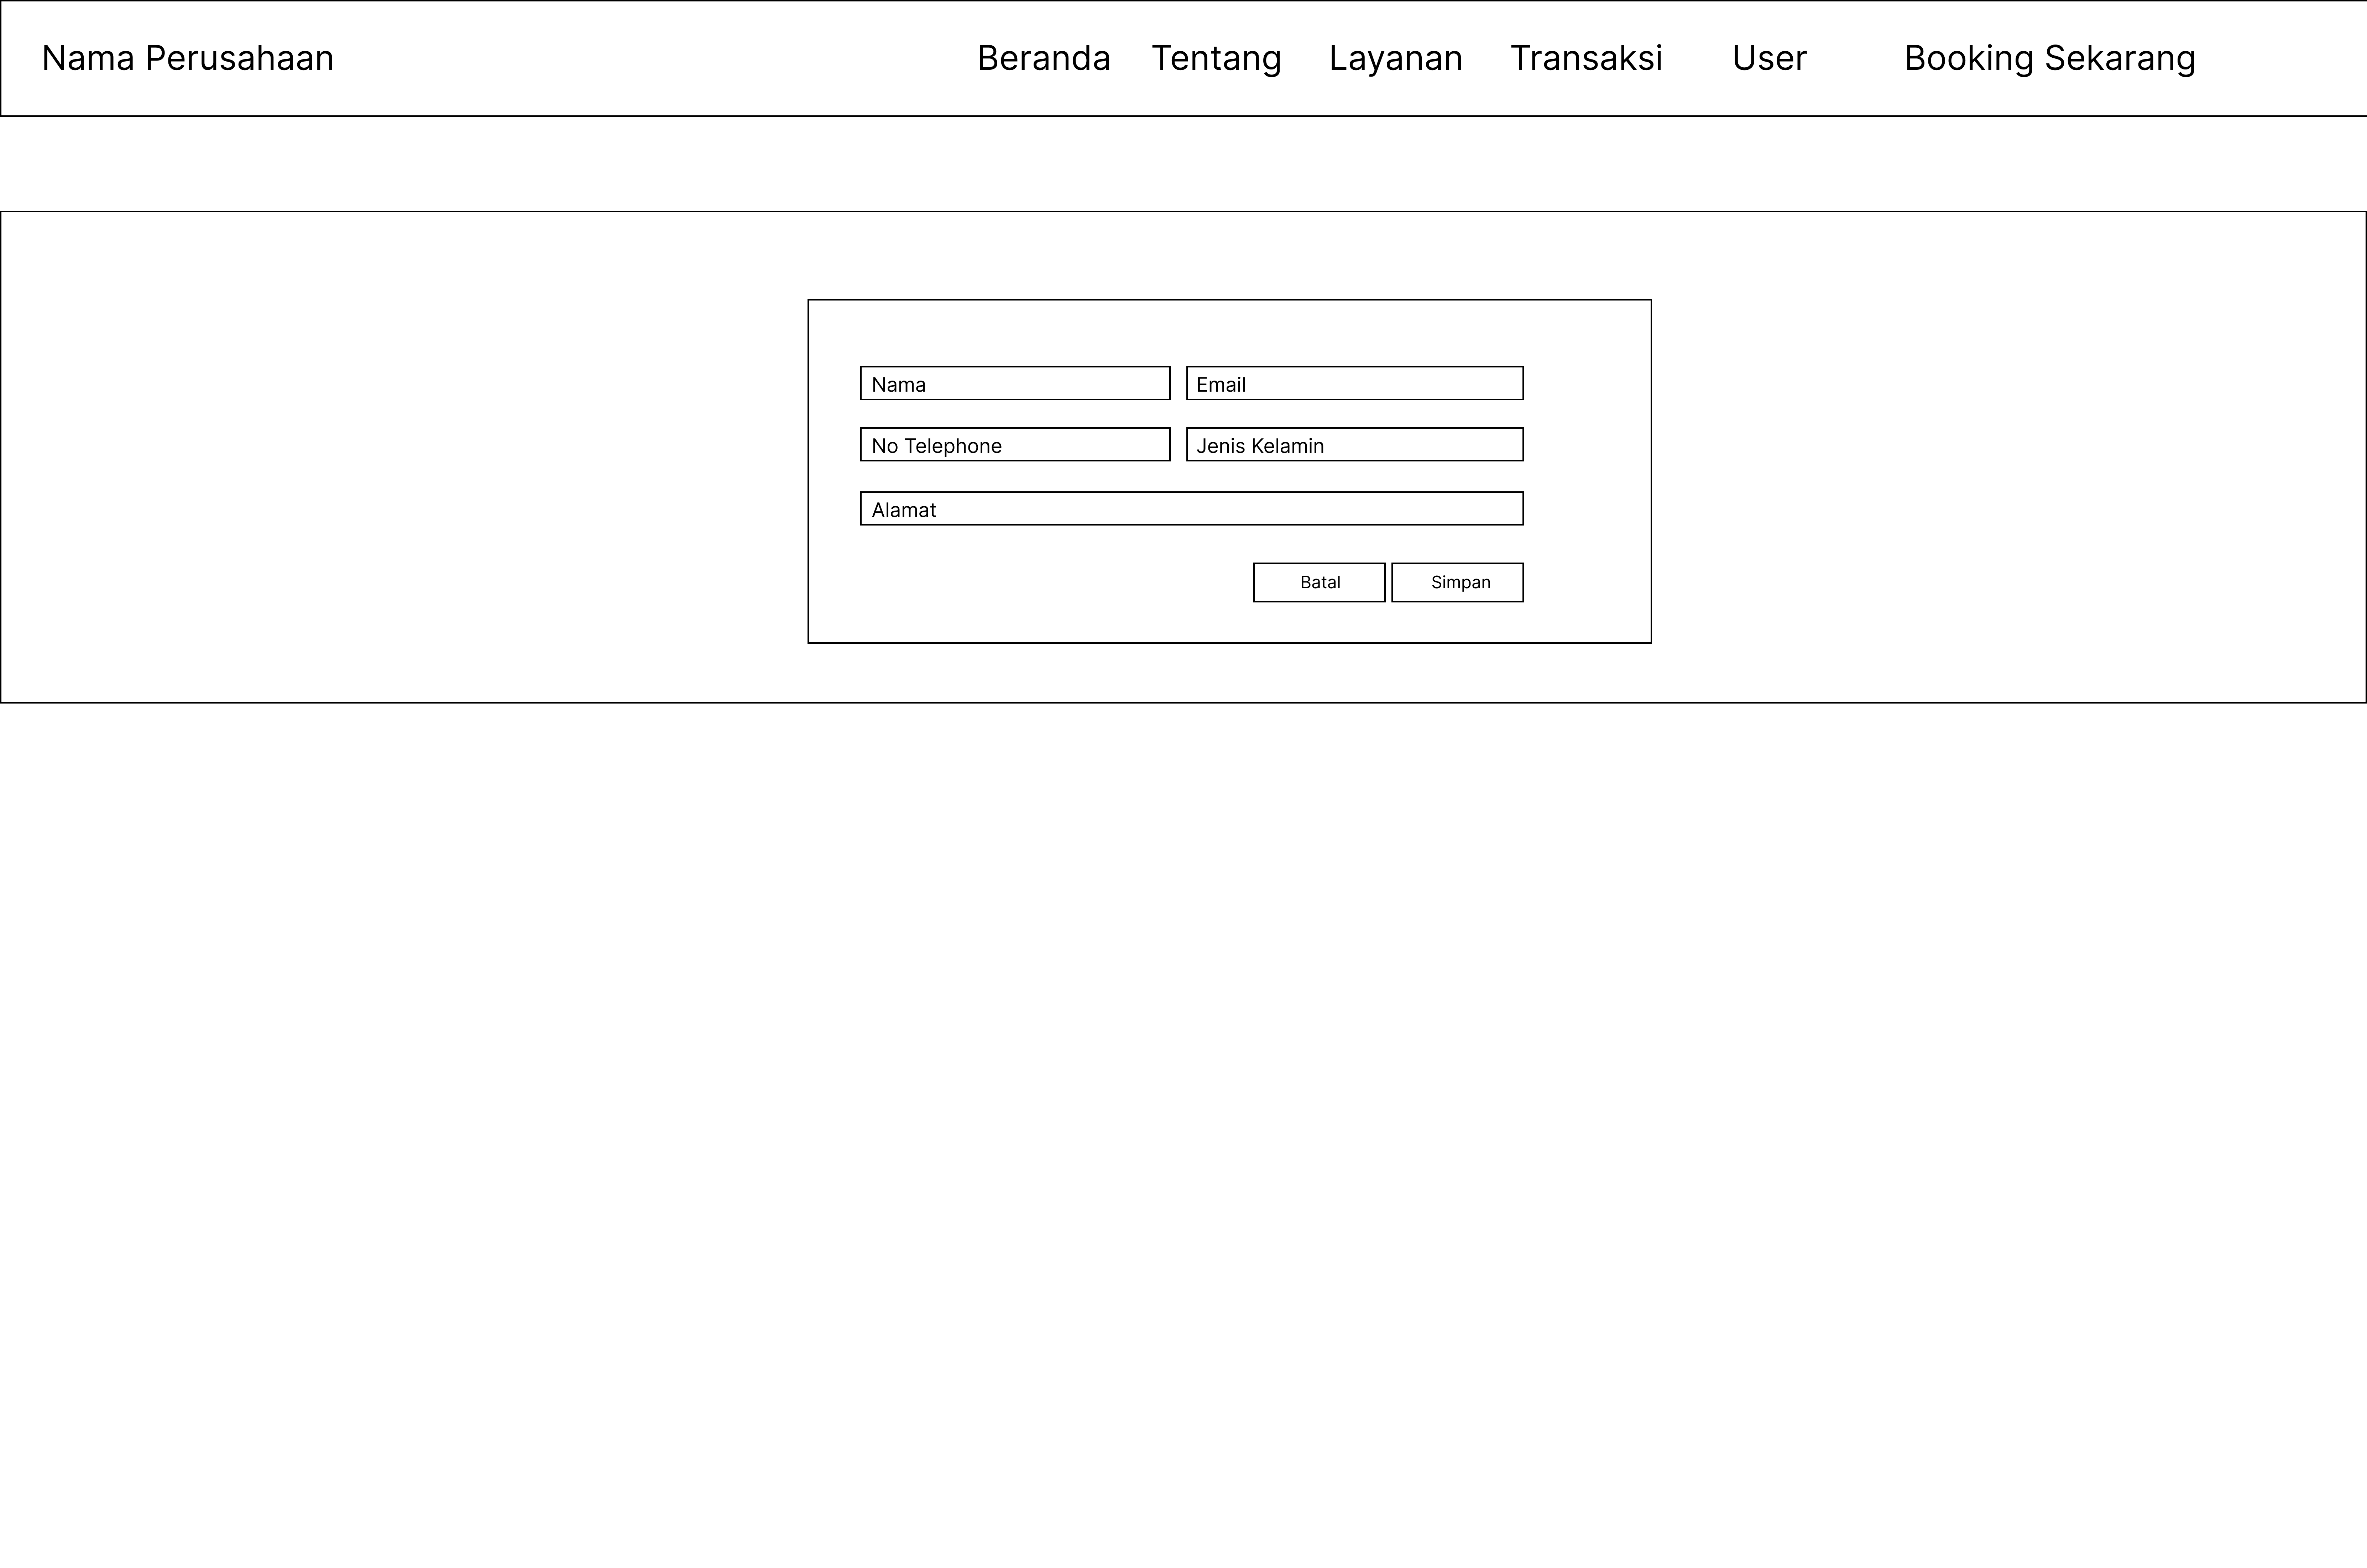 Nama Perusahaan Beranda Tentang Layanan Transaksi User Booking Sekarang
Nama Email
No Telephone Jenis Kelamin
Alamat
Batal Simpan